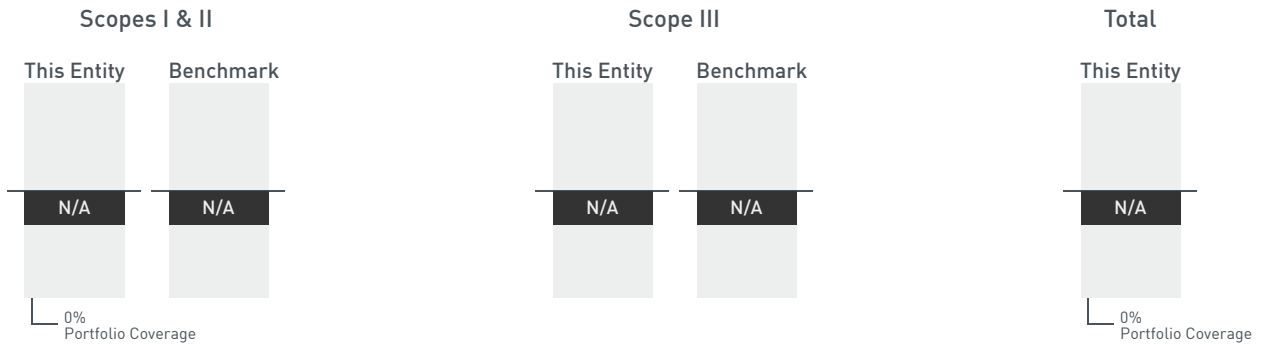 Scopes I & II
Scope III
Total
This Entity
Benchmark
This Entity
Benchmark
This Entity
N/A
N/A
N/A
N/A
N/A
0%
Portfolio Coverage
0%
Portfolio Coverage